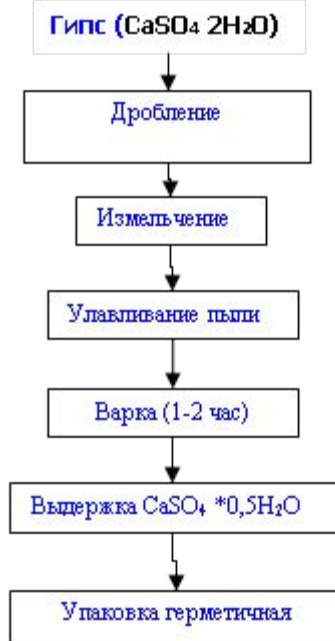 Гипс (CaSO₄ 2H₂O)
Дробление
Измельчение
Улавливание пыли
Варка (1-2 час)
Выдержка CaSO₄ *0,5H₂O
Упаковка герметичная